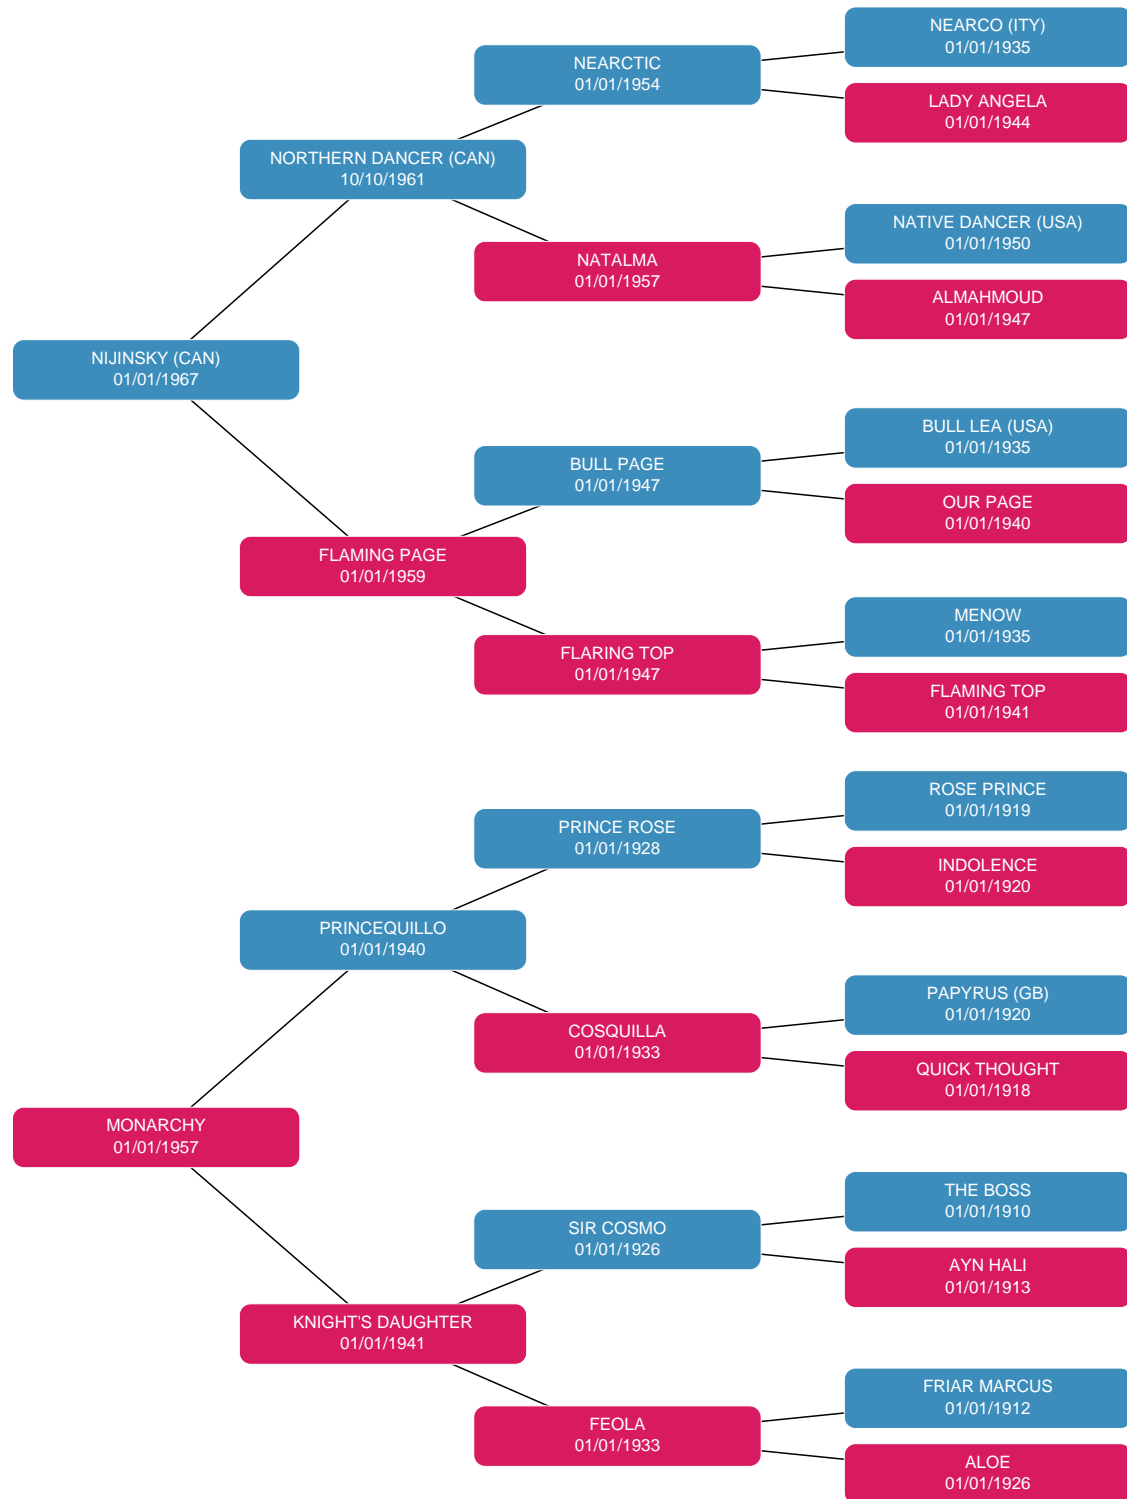 NEARCO (ITY)
01/01/1935
NEARCTIC
01/01/1954
LADY ANGELA
01/01/1944
NORTHERN DANCER (CAN)
10/10/1961
NATIVE DANCER (USA)
01/01/1950
NATALMA
01/01/1957
ALMAHMOUD
01/01/1947
NIJINSKY (CAN)
01/01/1967
BULL LEA (USA)
01/01/1935
BULL PAGE
01/01/1947
OUR PAGE
01/01/1940
FLAMING PAGE
01/01/1959
MENOW
01/01/1935
FLARING TOP
01/01/1947
FLAMING TOP
01/01/1941
ROSE PRINCE
01/01/1919
PRINCE ROSE
01/01/1928
INDOLENCE
01/01/1920
PRINCEQUILLO
01/01/1940
PAPYRUS (GB)
01/01/1920
COSQUILLA
01/01/1933
QUICK THOUGHT
01/01/1918
MONARCHY
01/01/1957
THE BOSS
01/01/1910
SIR COSMO
01/01/1926
AYN HALI
01/01/1913
KNIGHT'S DAUGHTER
01/01/1941
FRIAR MARCUS
01/01/1912
FEOLA
01/01/1933
ALOE
01/01/1926